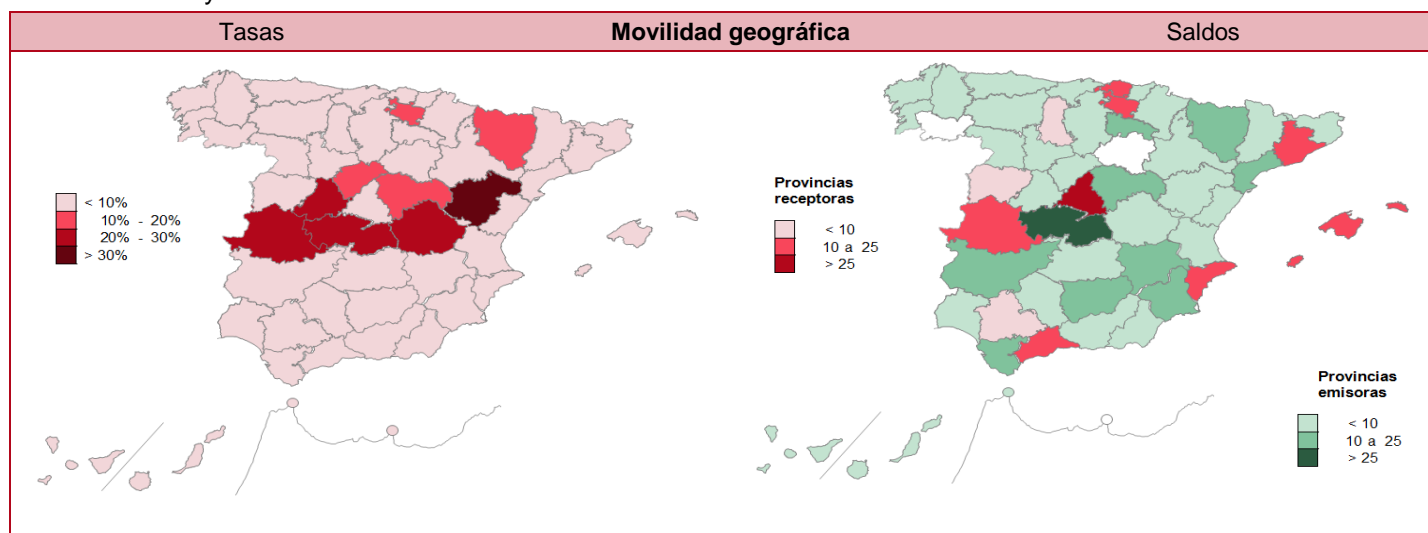 Tasas
Movilidad geográfica
Saldos
< 10%
10% - 20%
20% - 30%
> 30%
Provincias
receptoras
< 10
10 a 25
> 25
Provincias
emisoras
< 10
10 a 25
> 25